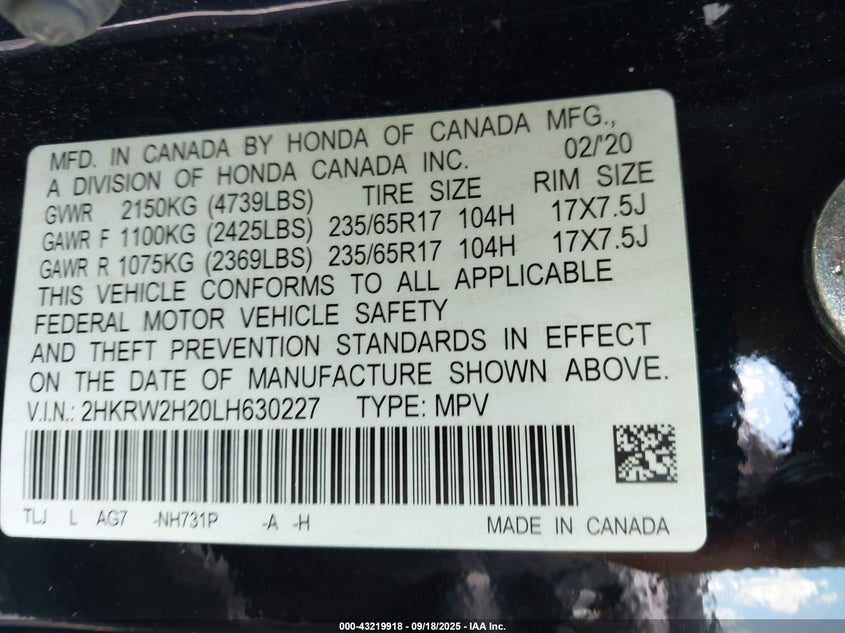 MFD. IN CANADA BY HONDA OF CANADA MFG.,
A DIVISION OF HONDA CANADA INC. 02/'20
GVWR 2150KG (4739LBS) TIRE SIZE RIM SIZE
GAWR F 1100KG (2425LBS) 235/65R17 104H 17X7.5J
GAWR R 1075KG (2369LBS) 235/65R17 104H 17X7.5J
THIS VEHICLE CONFORMS TO ALL APPLICABLE
FEDERAL MOTOR VEHICLE SAFETY
AND THEFT PREVENTION STANDARDS IN EFFECT
ON THE DATE OF MANUFACTURE SHOWN ABOVE.
V.I.N.: 2HKRW2H20LH630227 TYPE: MPV
TLJ L AG7 -NH731P -A -H MADE IN CANADA
000-43219918 - 09/18/2025 - IAA Inc.